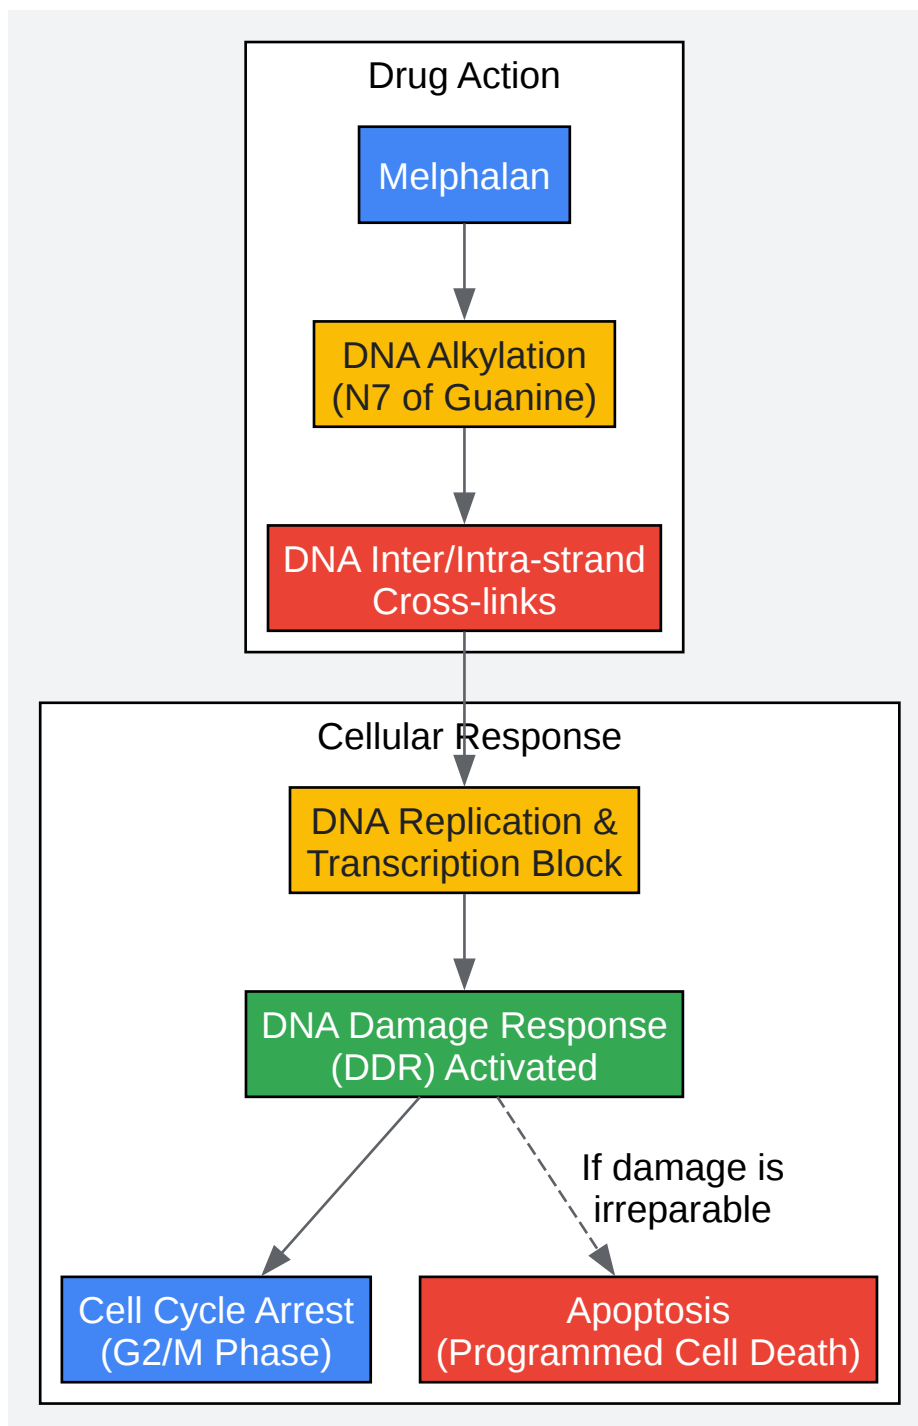 Drug Action
Melphalan
DNA Alkylation
(N7 of Guanine)
DNA Inter/Intra-strand
Cross-links
Cellular Response
DNA Replication &
Transcription Block
DNA Damage Response
(DDR) Activated
If damage is
irreparable
Cell Cycle Arrest
(G2/M Phase)
Apoptosis
(Programmed Cell Death)